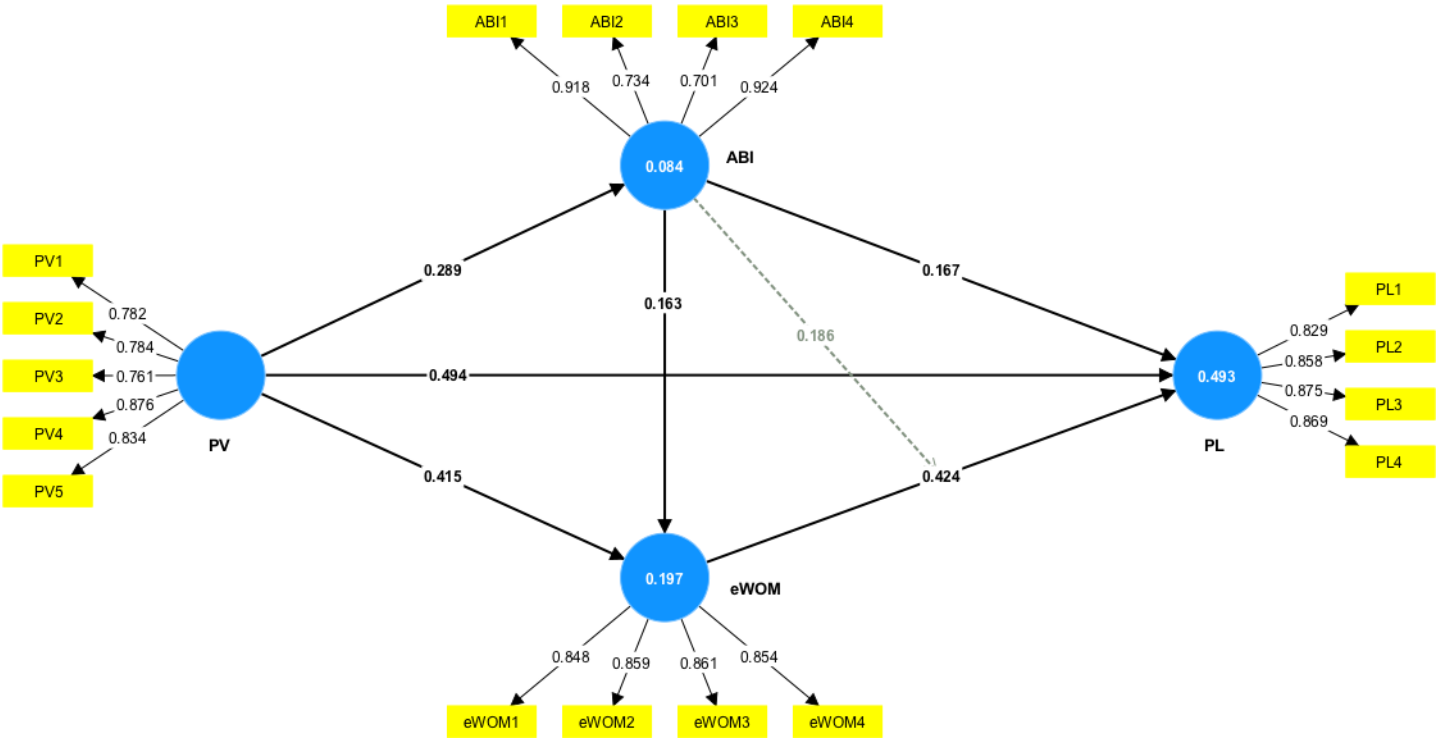 ABI1 ABI2 ABI3 ABI4
0.918 0.734 0.701 0.924
0.084
ABI
PV1
PV2
PV3
PV4
PV5
0.782
0.784
0.761
0.876
0.834
PV
0.289
0.163
0.167
0.186
0.494
0.415
0.424
0.493
PL
0.829
0.858
0.875
0.869
PL1
PL2
PL3
PL4
0.197
eWOM
0.848 0.859 0.861 0.854
eWOM1 eWOM2 eWOM3 eWOM4